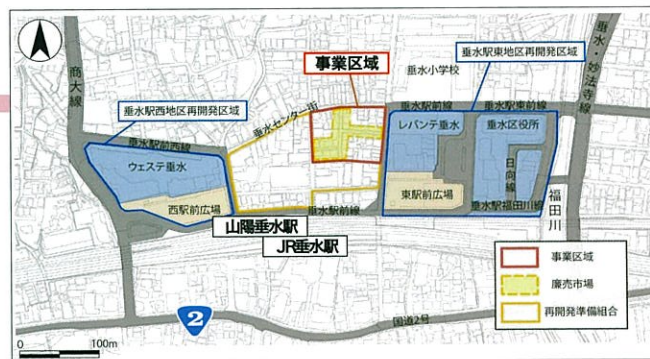 事業区域
垂水駅東地区再開発区域
垂水・妙法寺線
商大線
垂水小学校
垂水駅西地区再開発区域
垂水センター街
垂水駅前線
垂水駅東前線
垂水駅前西線
レバンテ垂水
垂水区役所
ウェステ垂水
日向線
西駅前広場
東駅前広場
福田川
垂水駅前線
垂水駅福田川線
山陽垂水駅
JR垂水駅
事業区域
廉売市場
再開発準備組合
2
国道2号
0 100m